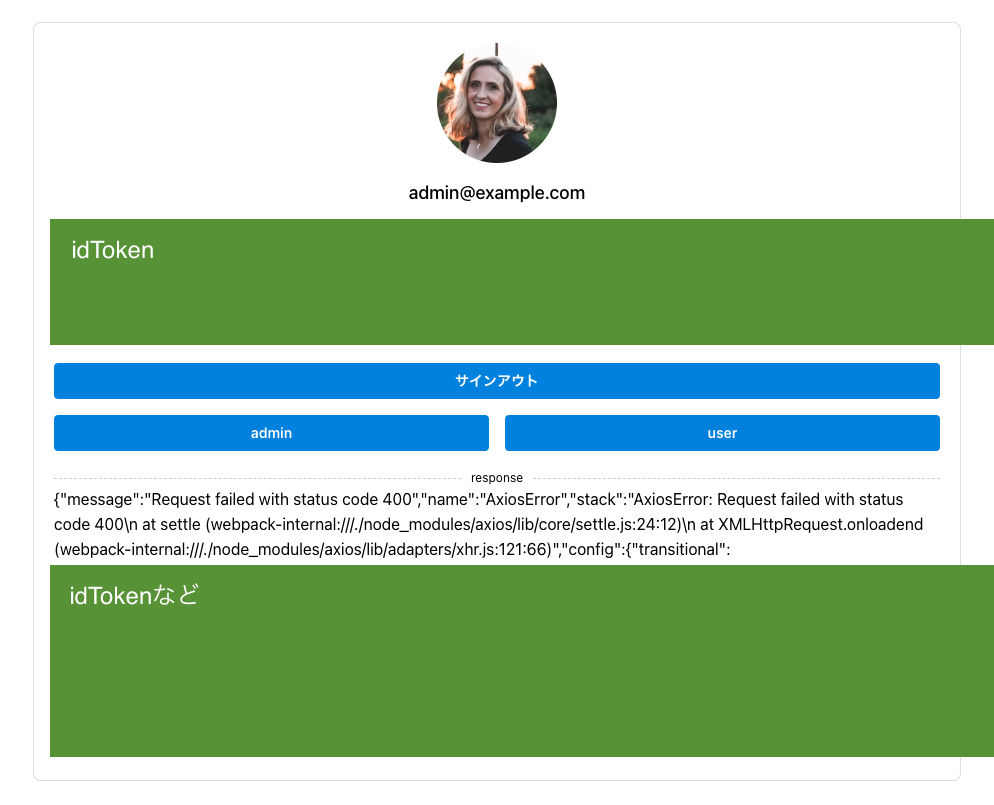 admin@example.com
idToken
サインアウト
admin
user
response
{"message":"Request failed with status code 400","name":"AxiosError","stack":"AxiosError: Request failed with status
code 400\n at settle (webpack-internal:///./node_modules/axios/lib/core/settle.js:24:12)\n at XMLHttpRequest.onloadend
(webpack-internal:///./node_modules/axios/lib/adapters/xhr.js:121:66)","config":{"transitional":
idTokenなど